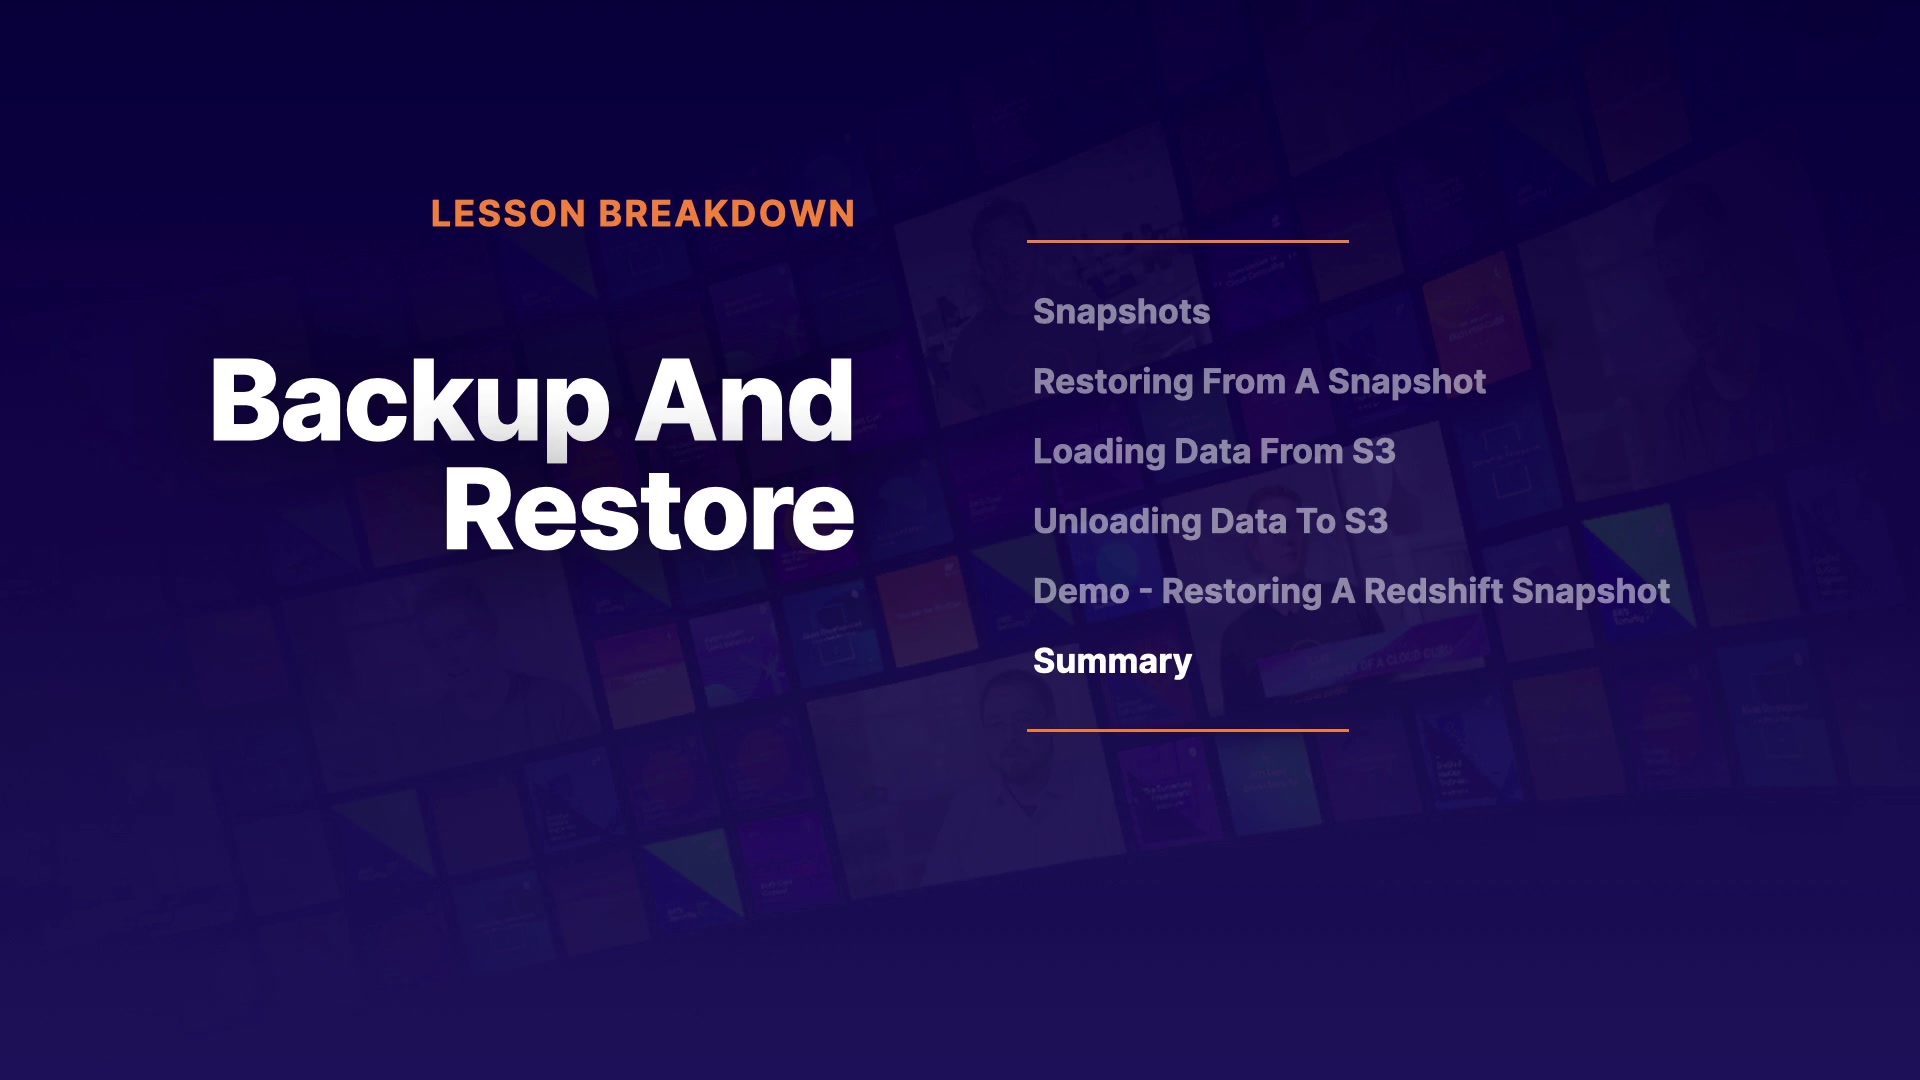 LESSON BREAKDOWN
Backup And
Restore
Snapshots
Restoring From A Snapshot
Loading Data From S3
Unloading Data To S3
Demo - Restoring A Redshift Snapshot
Summary